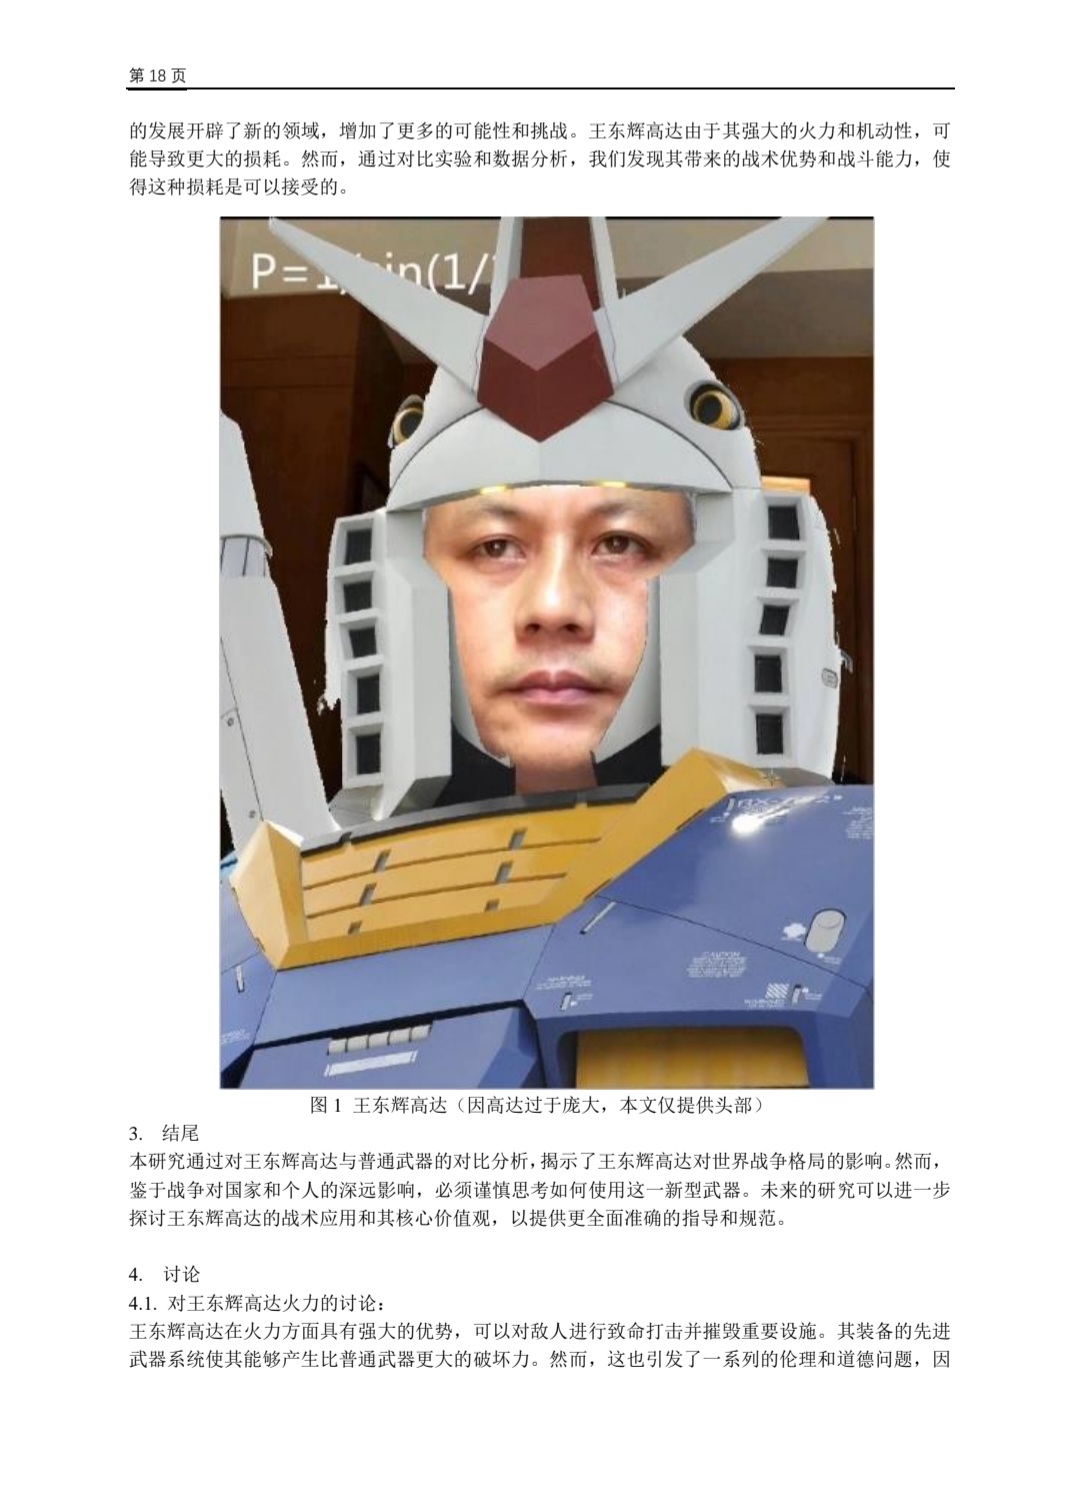 第 18 页
的发展开辟了新的领域，增加了更多的可能性和挑战。王东辉高达由于其强大的火力和机动性，可
能导致更大的损耗。然而，通过对比实验和数据分析，我们发现其带来的战术优势和战斗能力，使
得这种损耗是可以接受的。
P=1/sin(1/
CAUTION
图 1 王东辉高达（因高达过于庞大，本文仅提供头部）
3. 结尾
本研究通过对王东辉高达与普通武器的对比分析，揭示了王东辉高达对世界战争格局的影响。然而，
鉴于战争对国家和个人的深远影响，必须谨慎思考如何使用这一新型武器。未来的研究可以进一步
探讨王东辉高达的战术应用和其核心价值观，以提供更全面准确的指导和规范。
4. 讨论
4.1. 对王东辉高达火力的讨论：
王东辉高达在火力方面具有强大的优势，可以对敌人进行致命打击并摧毁重要设施。其装备的先进
武器系统使其能够产生比普通武器更大的破坏力。然而，这也引发了一系列的伦理和道德问题，因